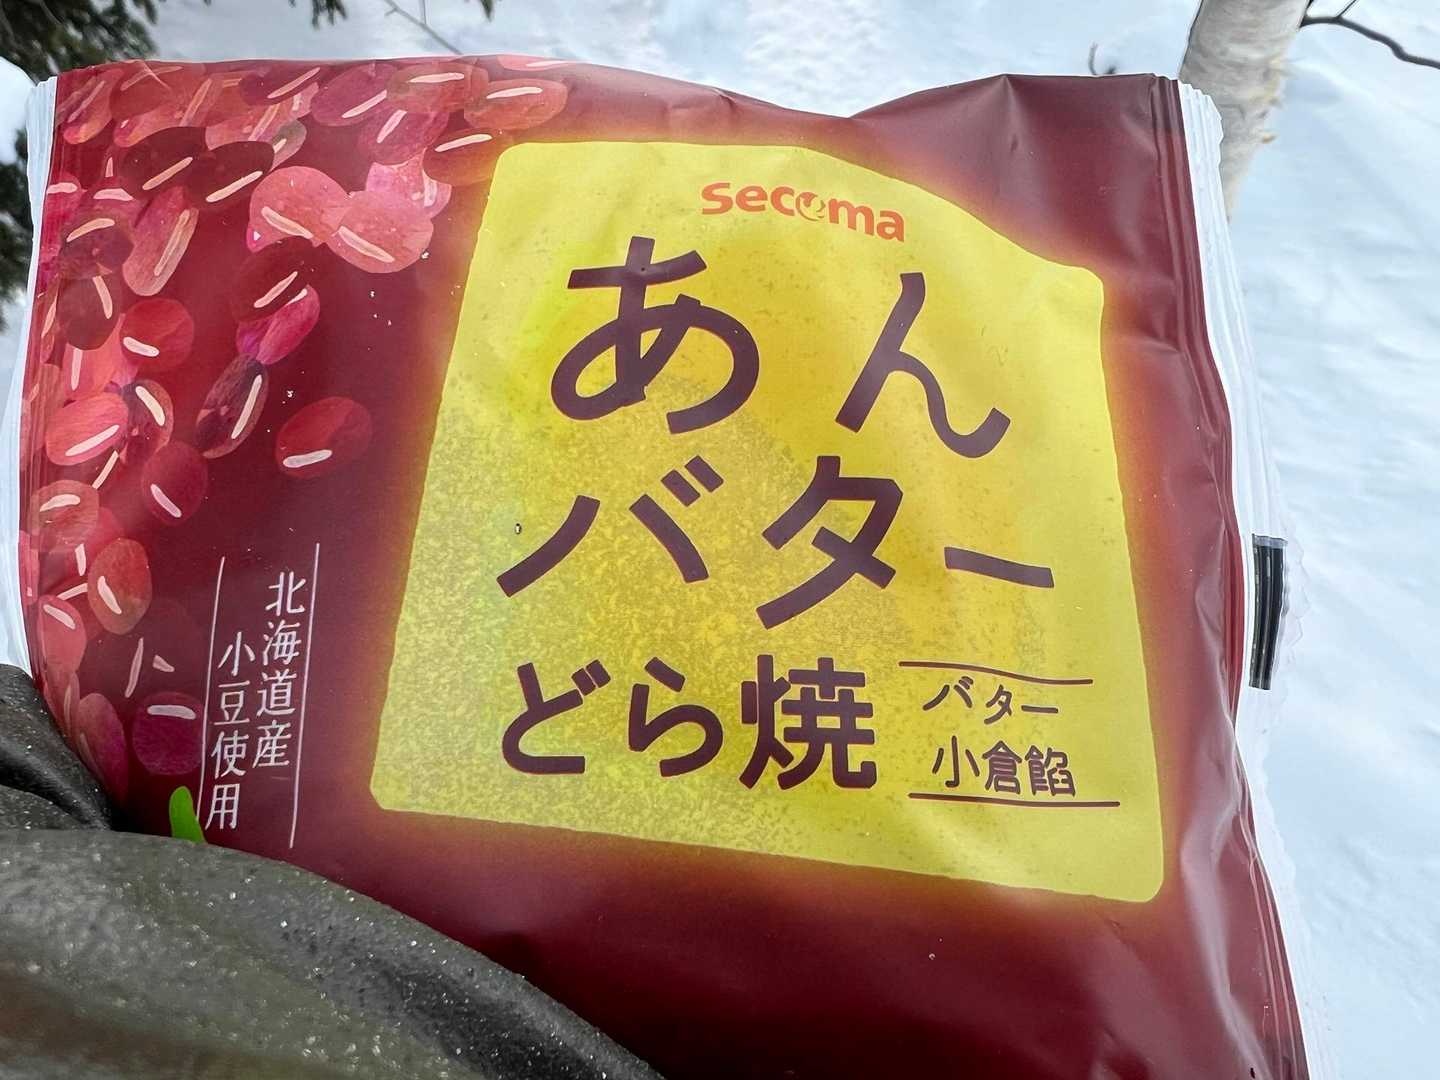 secoma
あん
バター
どら焼
バター
小倉餡
北海道産
小豆使用